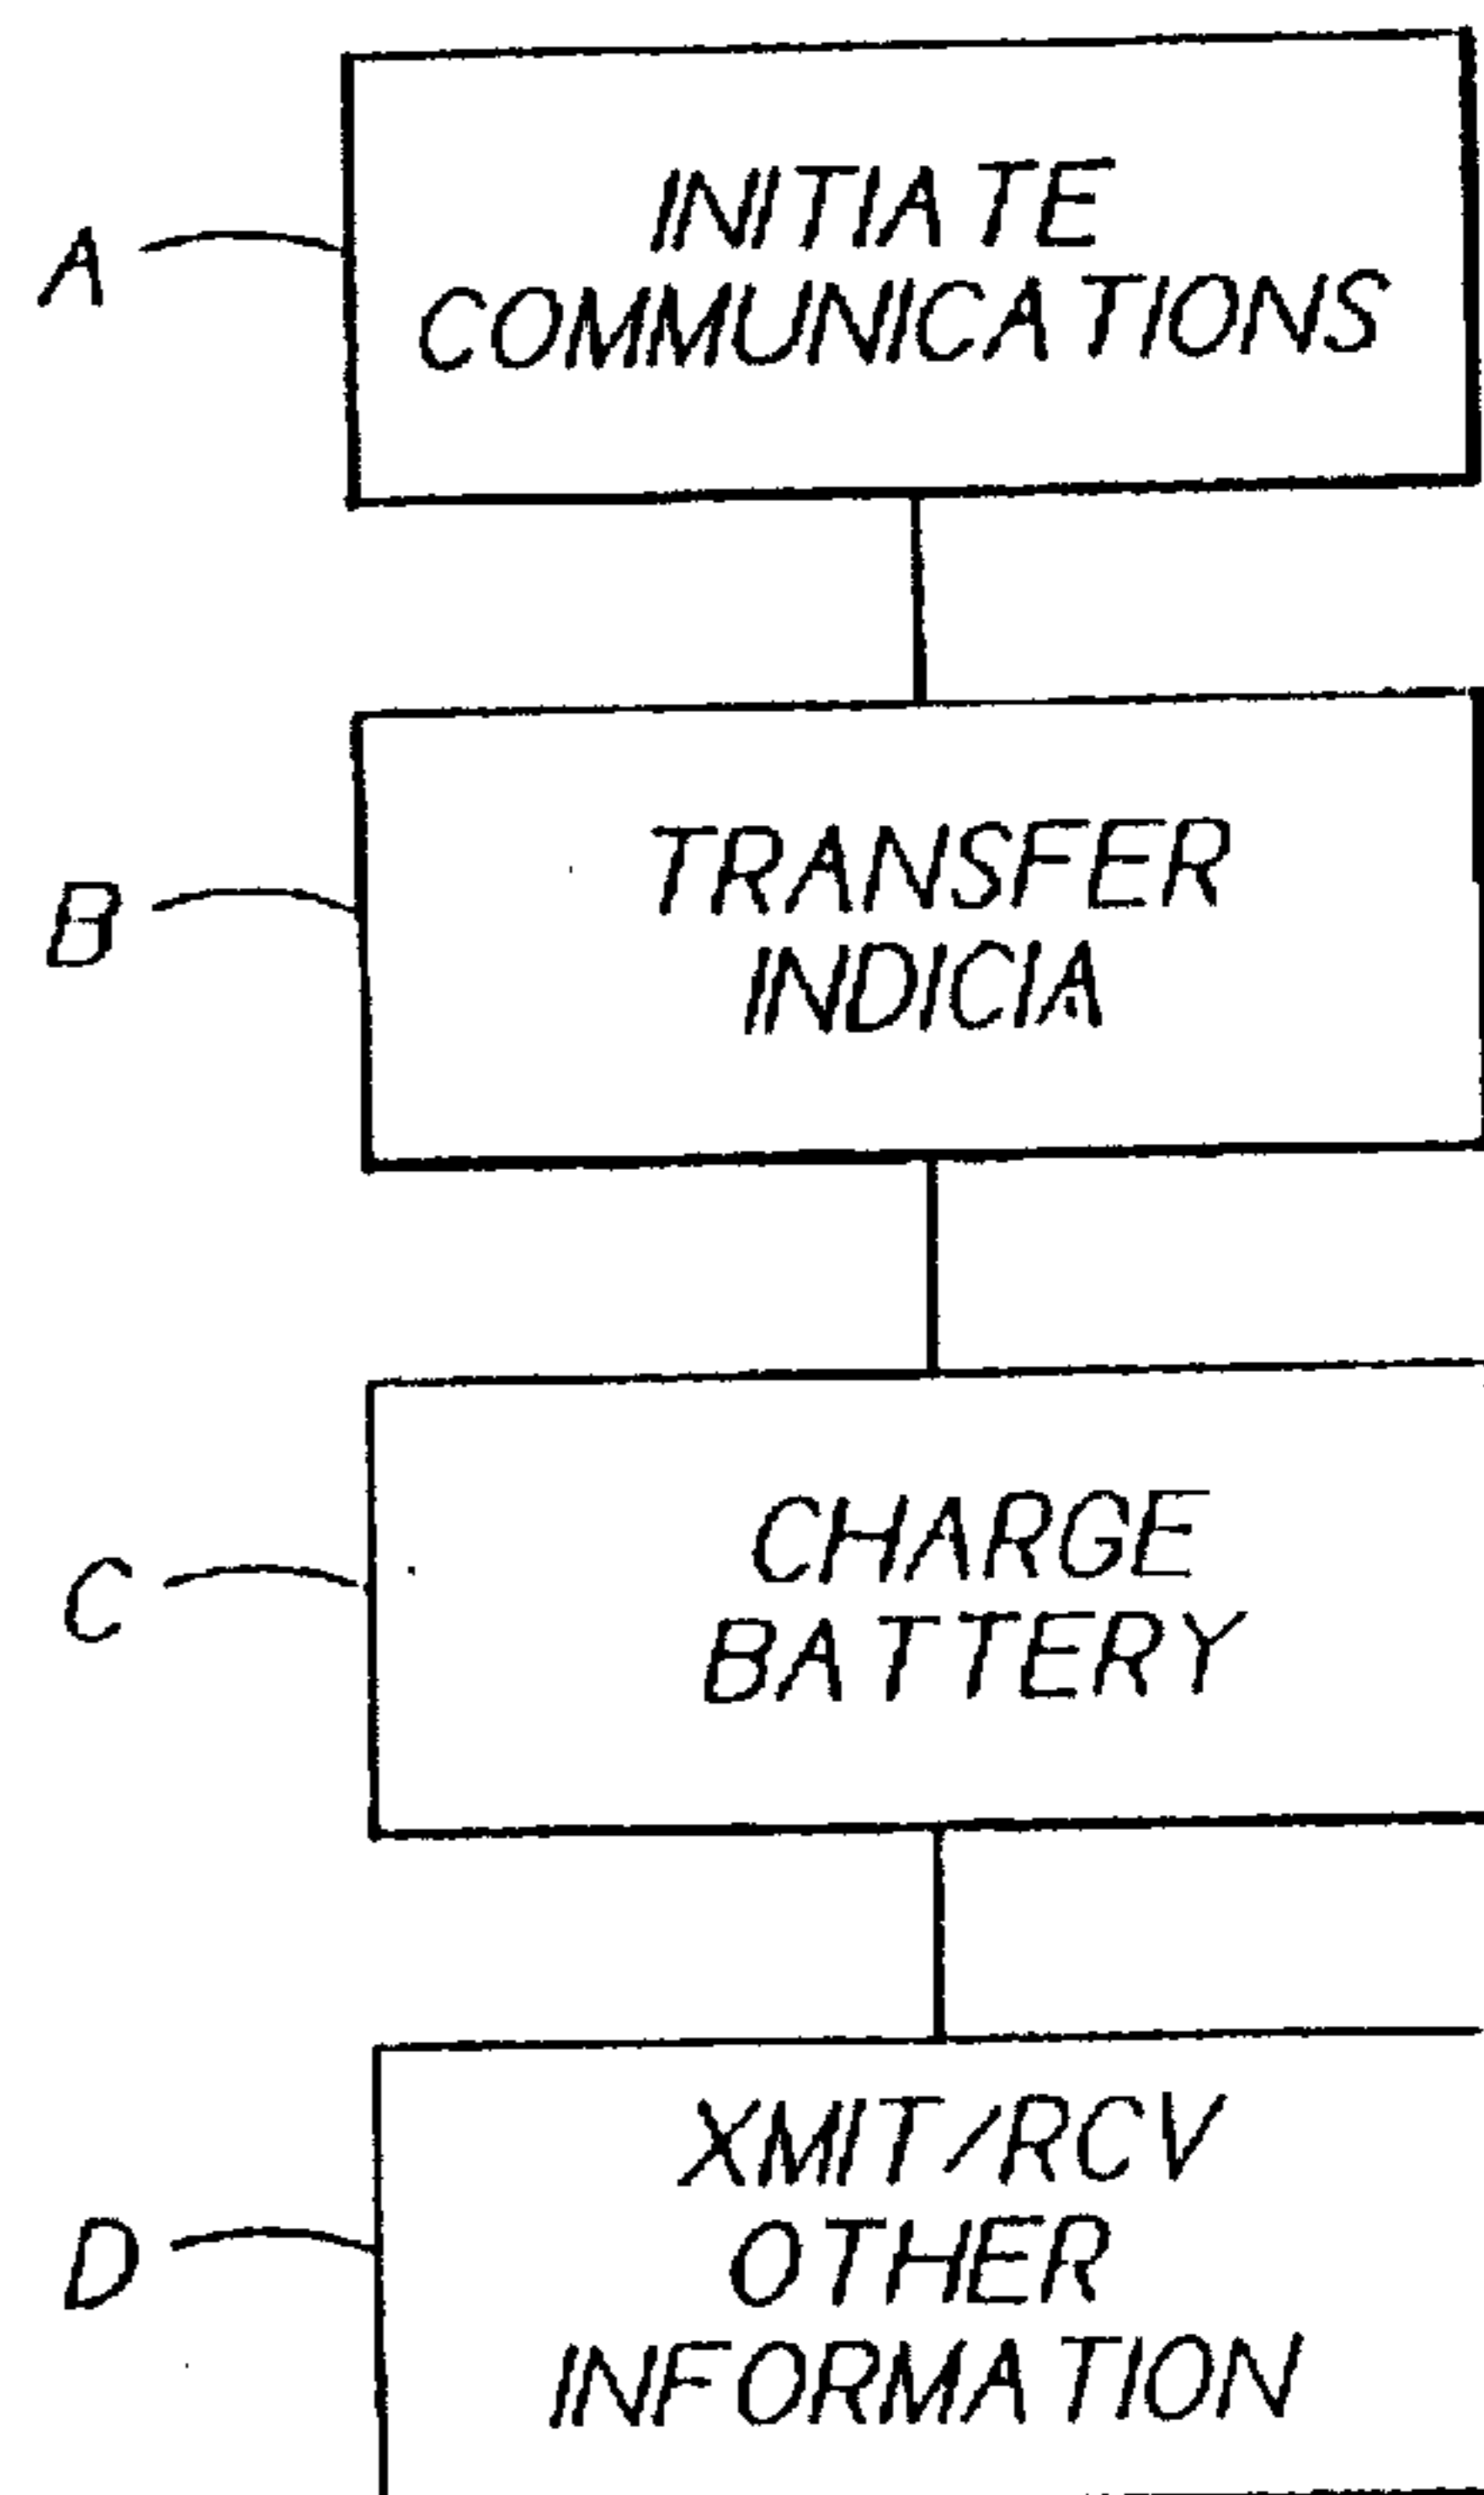 A
INITIATE
COMMUNICATIONS
B
TRANSFER
INDICIA
C
CHARGE
BATTERY
D
XMIT/RCV
OTHER
INFORMATION